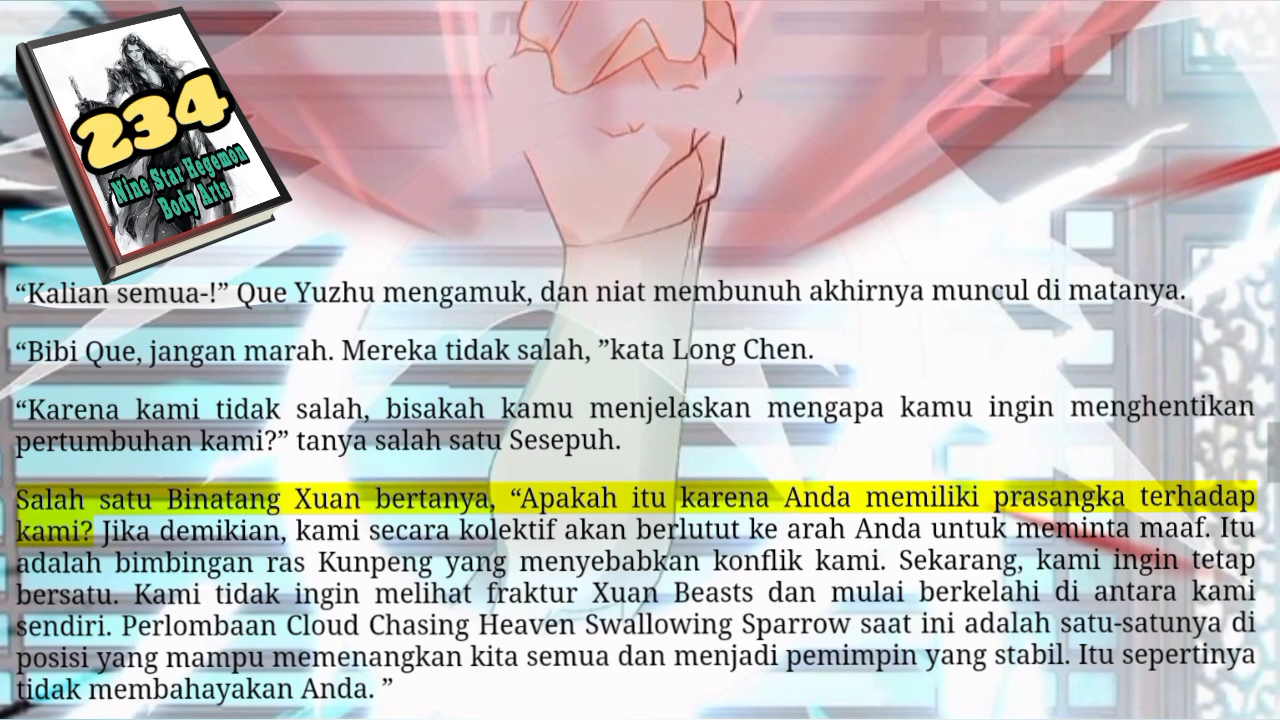 234
Nine Star Hegemon
Body Arts
“Kalian semua-!” Que Yuzhu mengamuk, dan niat membunuh akhirnya muncul di matanya.
“Bibi Que, jangan marah. Mereka tidak salah, ”kata Long Chen.
“Karena kami tidak salah, bisakah kamu menjelaskan mengapa kamu ingin menghentikan
pertumbuhan kami?” tanya salah satu Sesepuh.
Salah satu Binatang Xuan bertanya, “Apakah itu karena Anda memiliki prasangka terhadap
kami? Jika demikian, kami secara kolektif akan berlutut ke arah Anda untuk meminta maaf. Itu
adalah bimbingan ras Kunpeng yang menyebabkan konflik kami. Sekarang, kami ingin tetap
bersatu. Kami tidak ingin melihat fraktur Xuan Beasts dan mulai berkelahi di antara kami
sendiri. Perlombaan Cloud Chasing Heaven Swallowing Sparrow saat ini adalah satu-satunya di
posisi yang mampu memenangkan kita semua dan menjadi pemimpin yang stabil. Itu sepertinya
tidak membahayakan Anda. ”